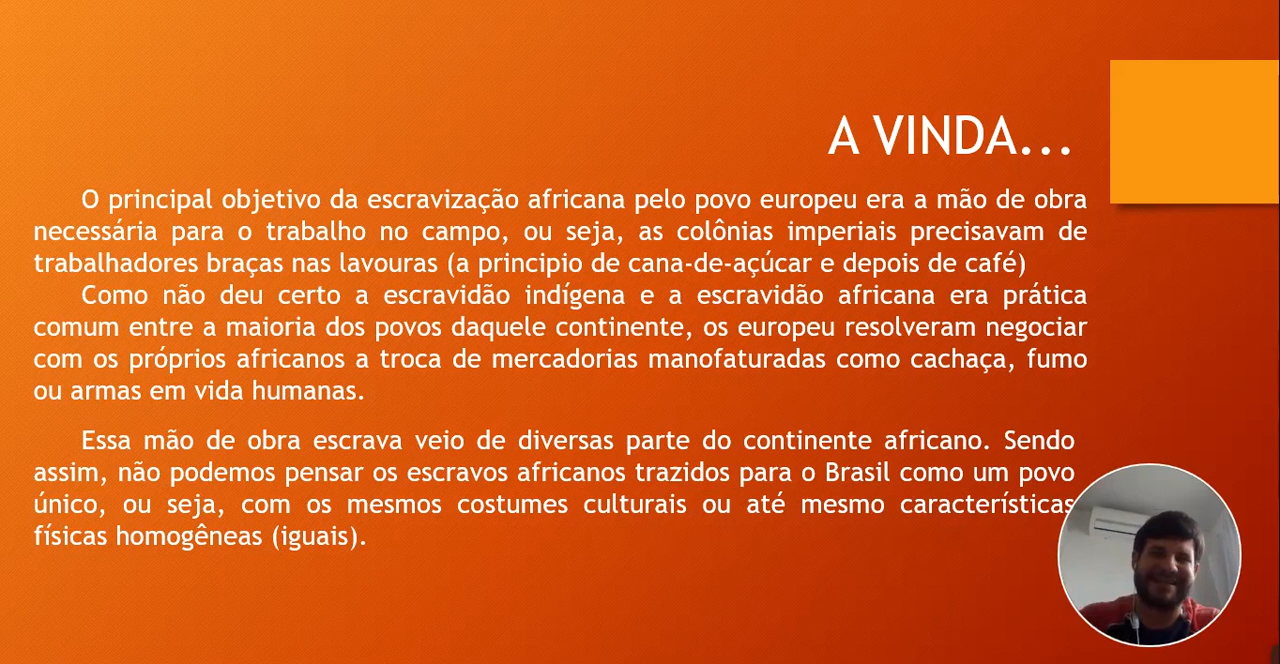 A VINDA...
O principal objetivo da escravização africana pelo povo europeu era a mão de obra
necessária para o trabalho no campo, ou seja, as colônias imperiais precisavam de
trabalhadores braças nas lavouras (a principio de cana-de-açúcar e depois de café)
Como não deu certo a escravidão indígena e a escravidão africana era prática
comum entre a maioria dos povos daquele continente, os europeu resolveram negociar
com os próprios africanos a troca de mercadorias manofaturadas como cachaça, fumo
ou armas em vida humanas.
Essa mão de obra escrava veio de diversas parte do continente africano. Sendo
assim, não podemos pensar os escravos africanos trazidos para o Brasil como um povo
único, ou seja, com os mesmos costumes culturais ou até mesmo características
físicas homogêneas (iguais).